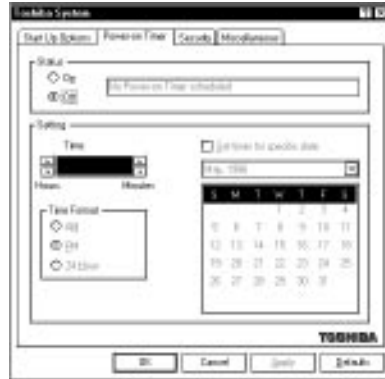 Toshiba System
Start Up Options Power on Timer Security Miscellaneous
Status
On
Off
No Power on Timer scheduled
Setting
Time
Hours Minutes
Set timer for specific date
May, 1996
S M T W T F S
1 2 3 4
5 6 7 8 9 10 11
12 13 14 15 16 17 18
19 20 21 22 23 24 25
26 27 28 29 30 31
Time Format
AM
PM
24 Hour
TOSHIBA
OK Cancel Apply Defaults